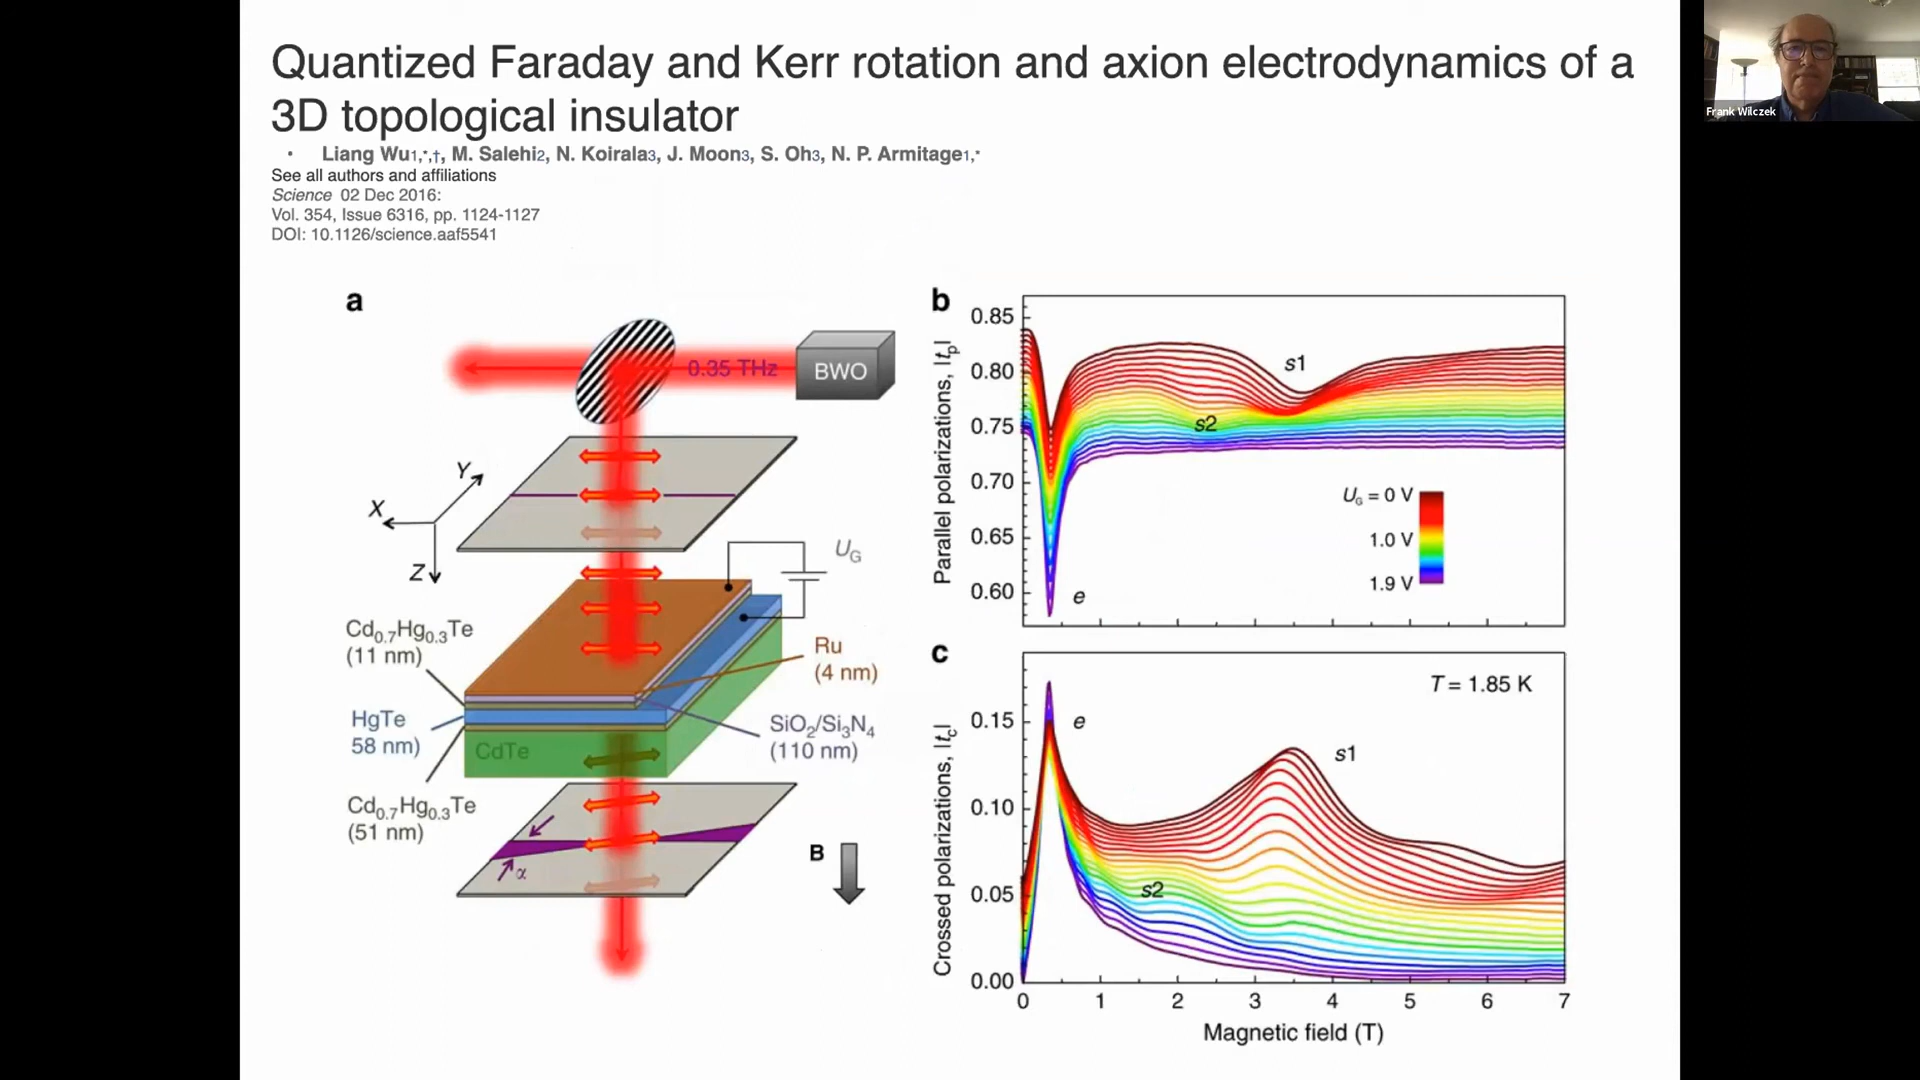 Quantized Faraday and Kerr rotation and axion electrodynamics of a
3D topological insulator
• Liang Wu1,*,†, M. Salehi2, N. Koirala3, J. Moon3, S. Oh3, N. P. Armitage1,*
See all authors and affiliations
Science 02 Dec 2016:
Vol. 354, Issue 6316, pp. 1124-1127
DOI: 10.1126/science.aaf5541
Frank Wilczek
a
0.35 THz
BWO
Y
X
Z
UG
Cd0.7Hg0.3Te
(11 nm)
Ru
(4 nm)
HgTe
58 nm)
SiO2/Si3N4
(110 nm)
CdTe
Cd0.7Hg0.3Te
(51 nm)
α
B
b
0.85
0.80
0.75
0.70
0.65
0.60
Parallel polarizations, |tp|
s1
s2
e
UG = 0 V
1.0 V
1.9 V
c
0.15
0.10
0.05
0.00
Crossed polarizations, |tc|
T = 1.85 K
e
s1
s2
0 1 2 3 4 5 6 7
Magnetic field (T)